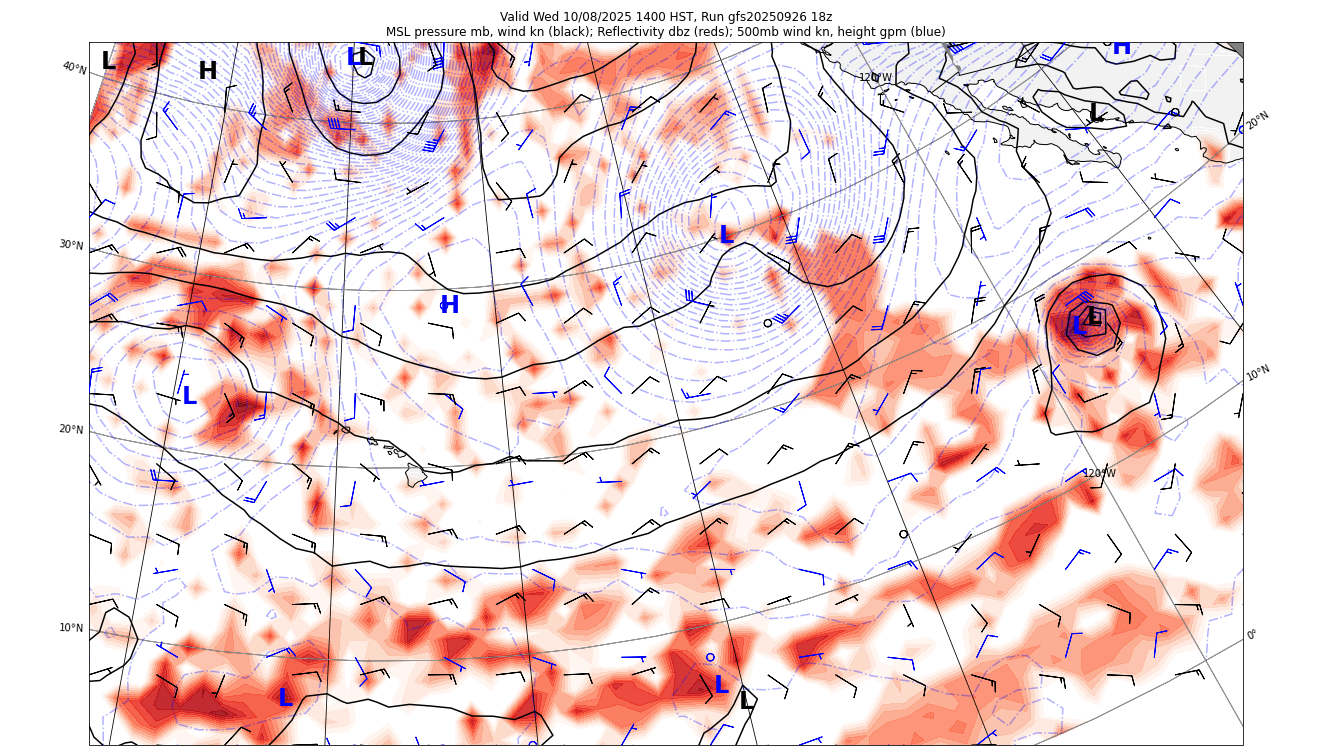 Valid Wed 10/08/2025 1400 HST, Run gfs20250926 18z
MSL pressure mb, wind kn (black); Reflectivity dbz (reds); 500mb wind kn, height gpm (blue)
L H L L H
40°N 120°W L 20°N
30°N L
H L L
L 10°N
20°N
120°W
10°N 0°
L L L